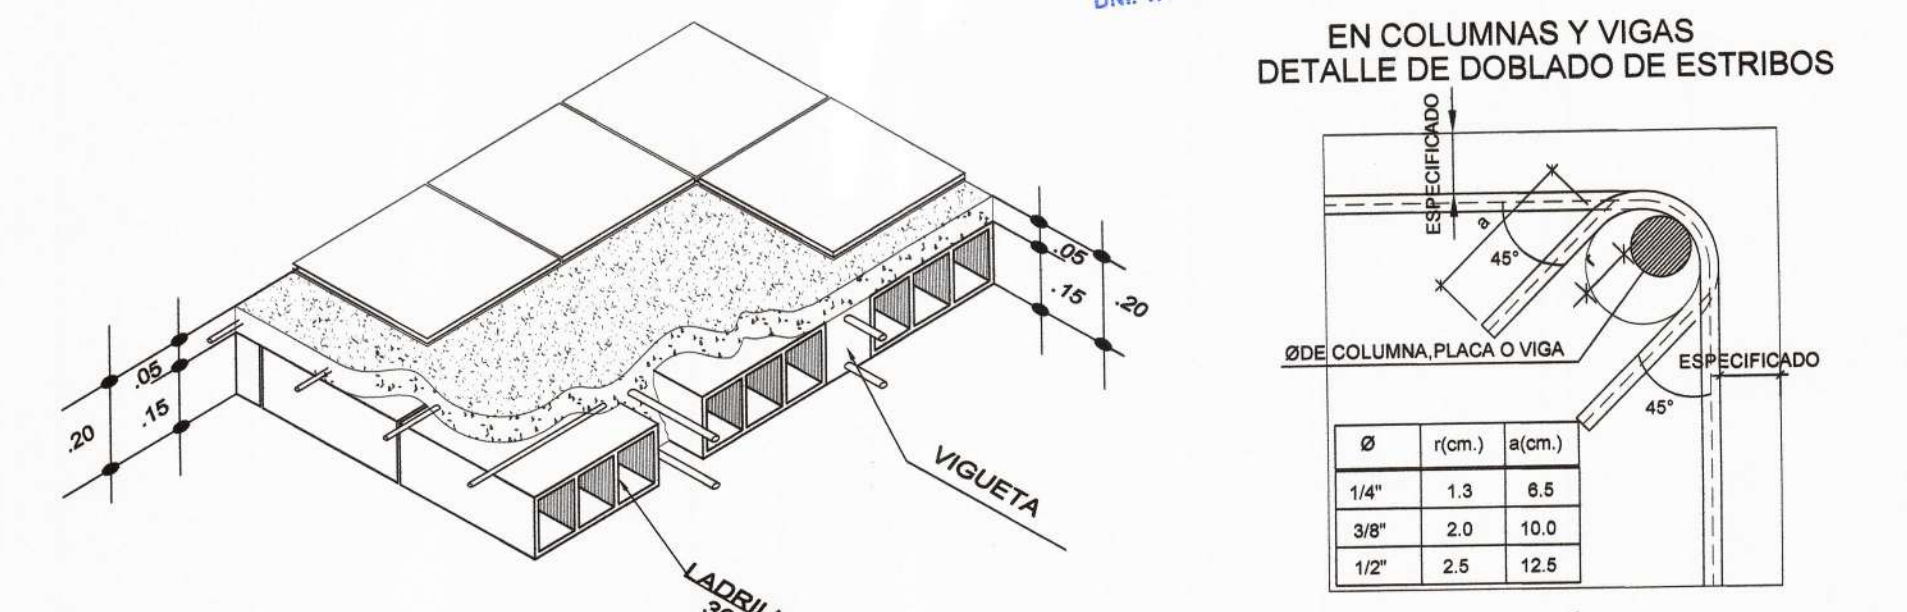 EN COLUMNAS Y VIGAS
DETALLE DE DOBLADO DE ESTRIBOS
ESPECIFICADO
a
45°
r
ØDE COLUMNA,PLACA O VIGA
ESPECIFICADO
45°
Ø r(cm.) a(cm.)
1/4" 1.3 6.5
3/8" 2.0 10.0
1/2" 2.5 12.5
.05
.15
.20
.05
.15
.20
VIGUETA